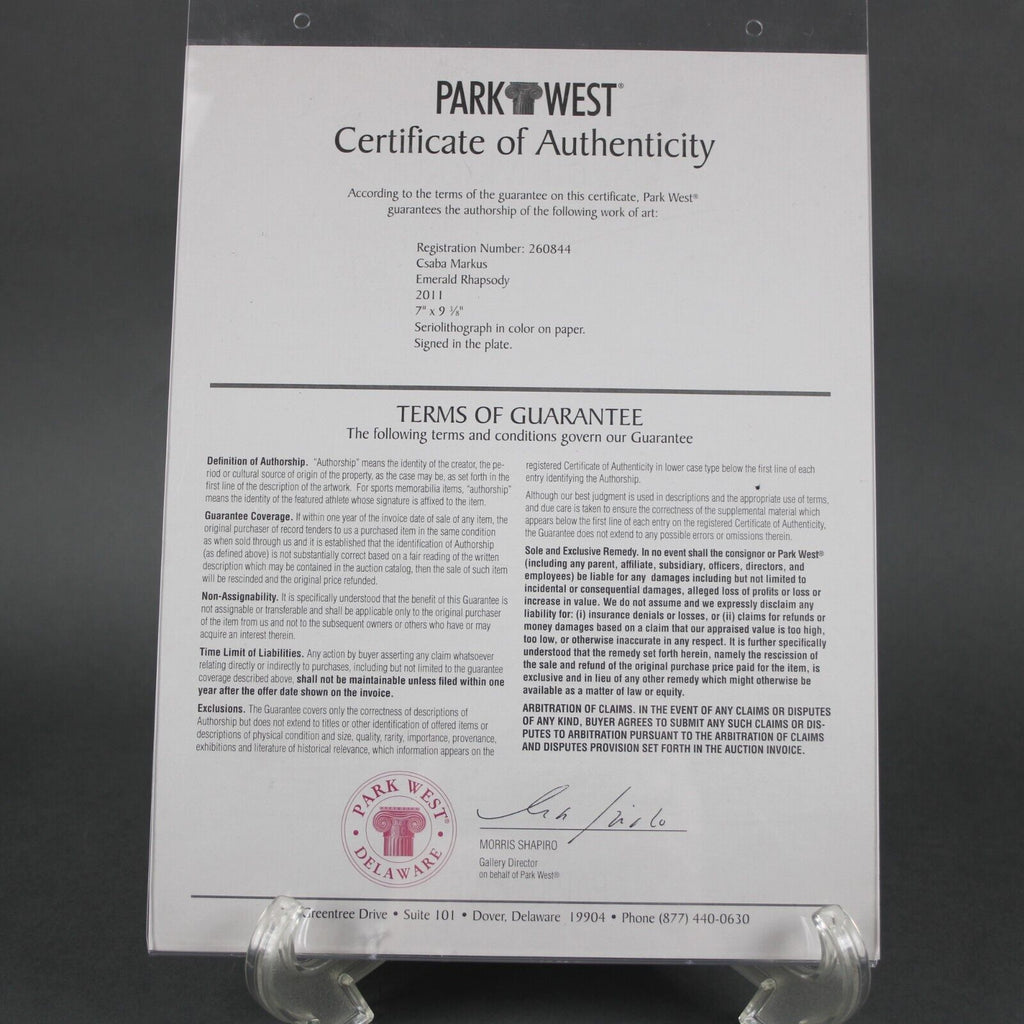 PARK WEST®
Certificate of Authenticity
According to the terms of the guarantee on this certificate, Park West®
guarantees the authorship of the following work of art:
Registration Number: 260844
Csaba Markus
Emerald Rhapsody
2011
7" x 9 ⅜"
Seriolithograph in color on paper.
Signed in the plate.
TERMS OF GUARANTEE
The following terms and conditions govern our Guarantee
Definition of Authorship. "Authorship" means the identity of the creator, the pe-
riod or cultural source of origin of the property, as the case may be, as set forth in the
first line of the description of the artwork. For sports memorabilia items, "authorship"
means the identity of the featured athlete whose signature is affixed to the item.
Guarantee Coverage. If within one year of the invoice date of sale of any item, the
original purchaser of record tenders to us a purchased item in the same condition
as when sold through us and it is established that the identification of Authorship
(as defined above) is not substantially correct based on a fair reading of the written
description which may be contained in the auction catalog, then the sale of such item
will be rescinded and the original price refunded.
Non-Assignability. It is specifically understood that the benefit of this Guarantee is
not assignable or transferable and shall be applicable only to the original purchaser
of the item from us and not to the subsequent owners or others who have or may
acquire an interest therein.
Time Limit of Liabilities. Any action by buyer asserting any claim whatsoever
relating directly or indirectly to purchases, including but not limited to the guarantee
coverage described above, shall not be maintainable unless filed within one
year after the offer date shown on the invoice.
Exclusions. The Guarantee covers only the correctness of descriptions of
Authorship but does not extend to titles or other identification of offered items or
descriptions of physical condition and size, quality, rarity, importance, provenance,
exhibitions and literature of historical relevance, which information appears on the
registered Certificate of Authenticity in lower case type below the first line of each
entry identifying the Authorship.
Although our best judgment is used in descriptions and the appropriate use of terms,
and due care is taken to ensure the correctness of the supplemental material which
appears below the first line of each entry on the registered Certificate of Authenticity,
the Guarantee does not extend to any possible errors or omissions therein.
Sole and Exclusive Remedy. In no event shall the consignor or Park West®
(including any parent, affiliate, subsidiary, officers, directors, and
employees) be liable for any damages including but not limited to
incidental or consequential damages, alleged loss of profits or loss or
increase in value. We do not assume and we expressly disclaim any
liability for: (i) insurance denials or losses, or (ii) claims for refunds or
money damages based on a claim that our appraised value is too high,
too low, or otherwise inaccurate in any respect. It is further specifically
understood that the remedy set forth herein, namely the rescission of
the sale and refund of the original purchase price paid for the item, is
exclusive and in lieu of any other remedy which might otherwise be
available as a matter of law or equity.
ARBITRATION OF CLAIMS. IN THE EVENT OF ANY CLAIMS OR DISPUTES
OF ANY KIND, BUYER AGREES TO SUBMIT ANY SUCH CLAIMS OR DIS-
PUTES TO ARBITRATION PURSUANT TO THE ARBITRATION OF CLAIMS
AND DISPUTES PROVISION SET FORTH IN THE AUCTION INVOICE.
PARK WEST®
DELAWARE
MORRIS SHAPIRO
Gallery Director
on behalf of Park West®
Greentree Drive • Suite 101 • Dover, Delaware 19904 • Phone (877) 440-0630